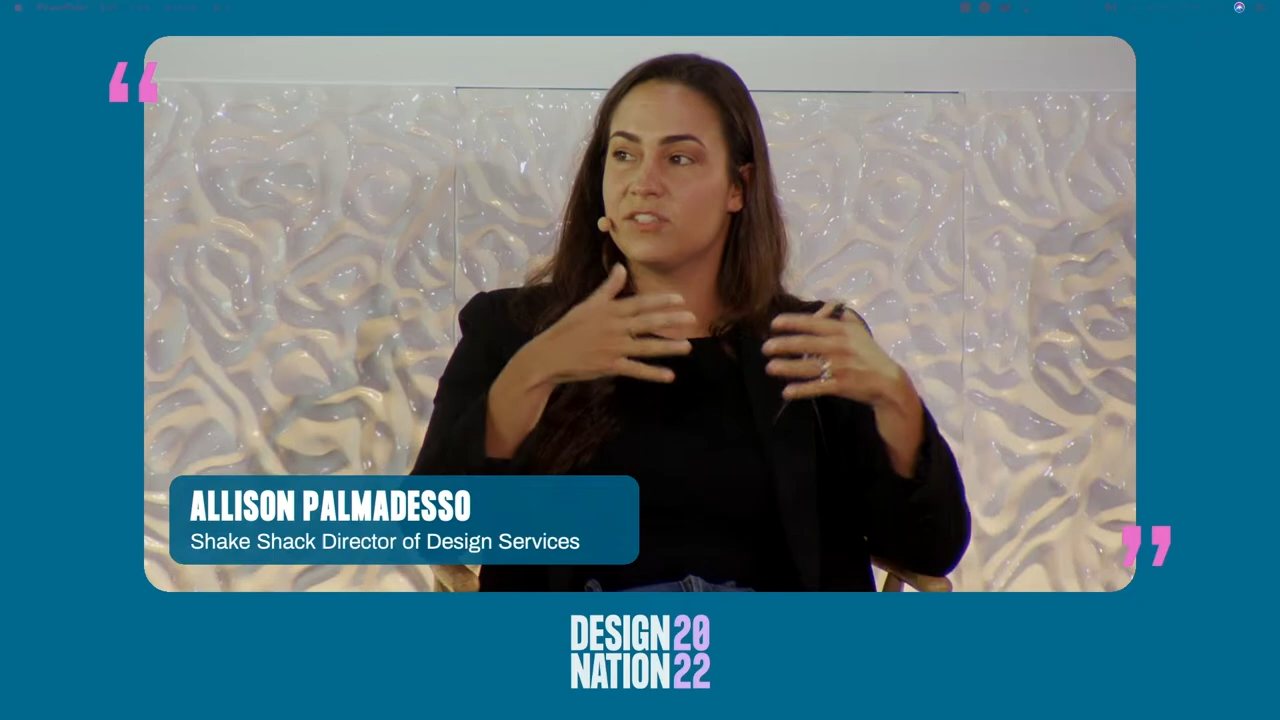 “
ALLISON PALMADESSO
Shake Shack Director of Design Services
”
DESIGN 20
NATION 22